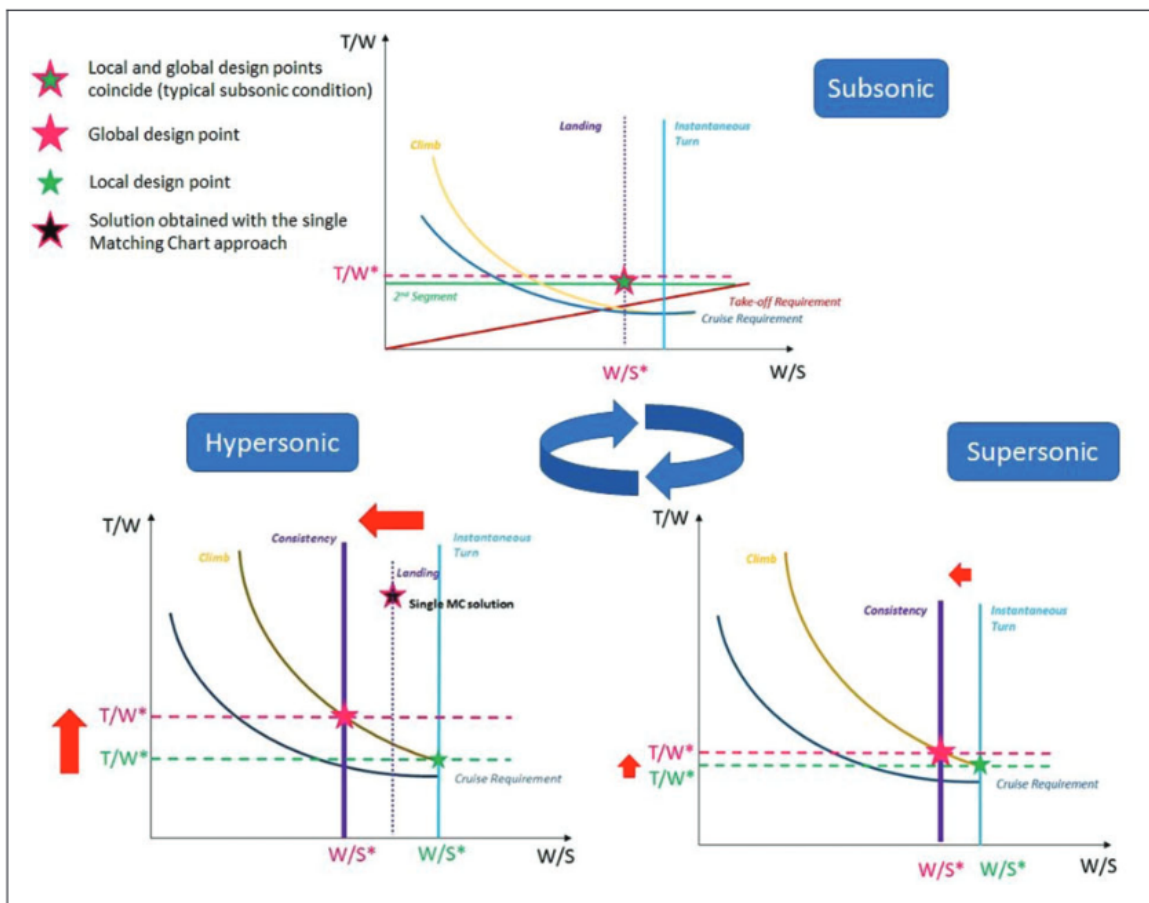 Local and global design points
coincide (typical subsonic condition)
Global design point
Local design point
Solution obtained with the single
Matching Chart approach
T/W
Subsonic
Landing
Instantaneous
Turn
Climb
T/W*
2nd Segment
Take-off Requirement
Cruise Requirement
W/S*
W/S
Hypersonic
T/W
Consistency
Instantaneous
Turn
Climb
Landing
Single MC solution
T/W*
T/W*
Cruise Requirement
W/S*
W/S*
W/S
Supersonic
T/W
Climb
Consistency
Instantaneous
Turn
T/W*
T/W*
Cruise Requirement
W/S*
W/S*
W/S